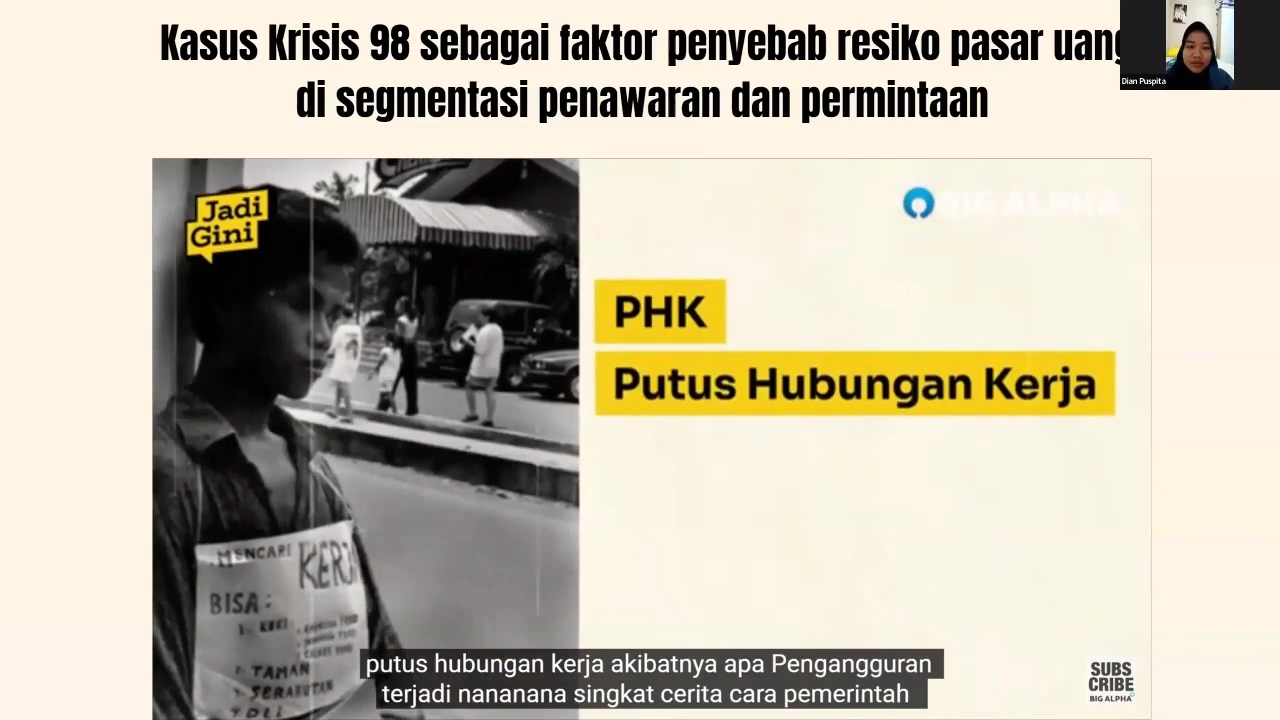 Kasus Krisis 98 sebagai faktor penyebab resiko pasar uang
di segmentasi penawaran dan permintaan
Dian Puspita
Jadi
Gini
BIG ALPHA
PHK
Putus Hubungan Kerja
MENCARI KERJA
BISA:
TAMAN
SERABUTAN
putus hubungan kerja akibatnya apa Pengangguran
terjadi nananana singkat cerita cara pemerintah
SUBS
CRIBE
BIG ALPHA